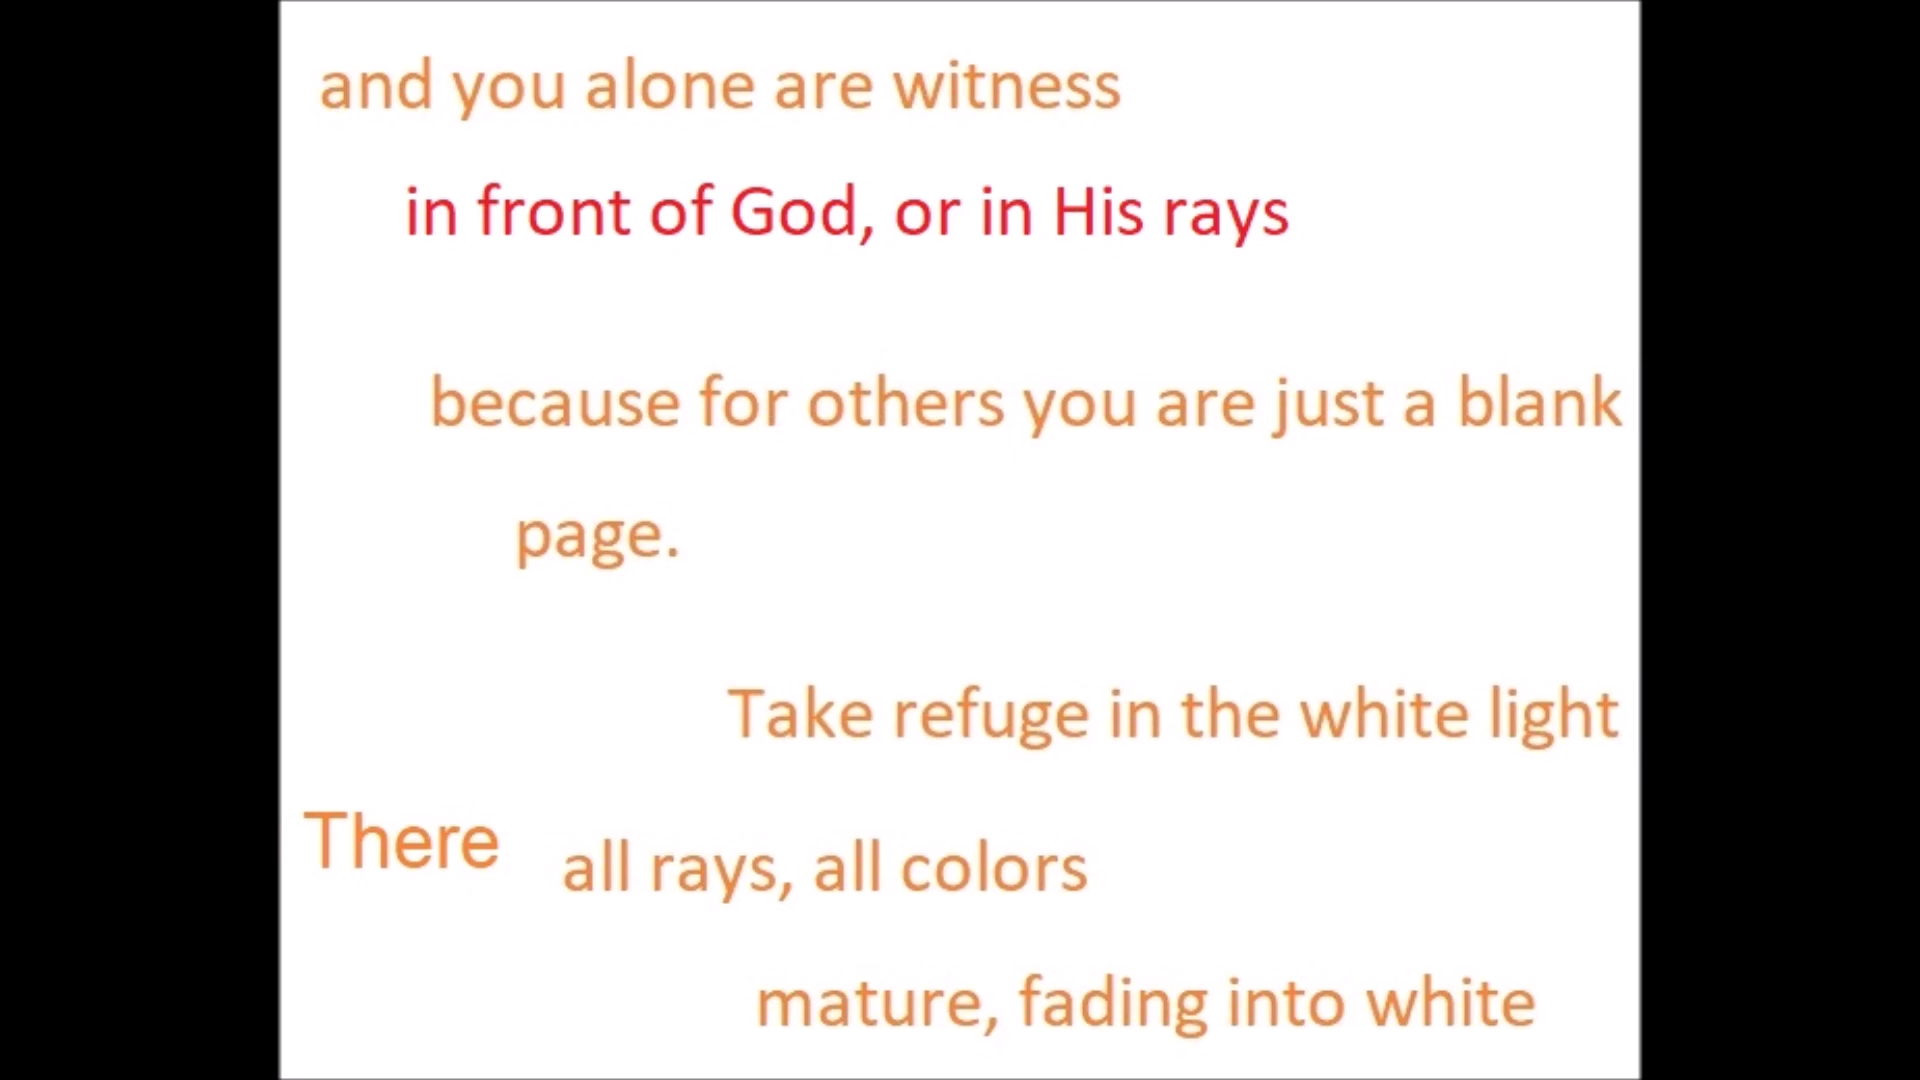 and you alone are witness
in front of God, or in His rays
because for others you are just a blank
page.
Take refuge in the white light
There all rays, all colors
mature, fading into white